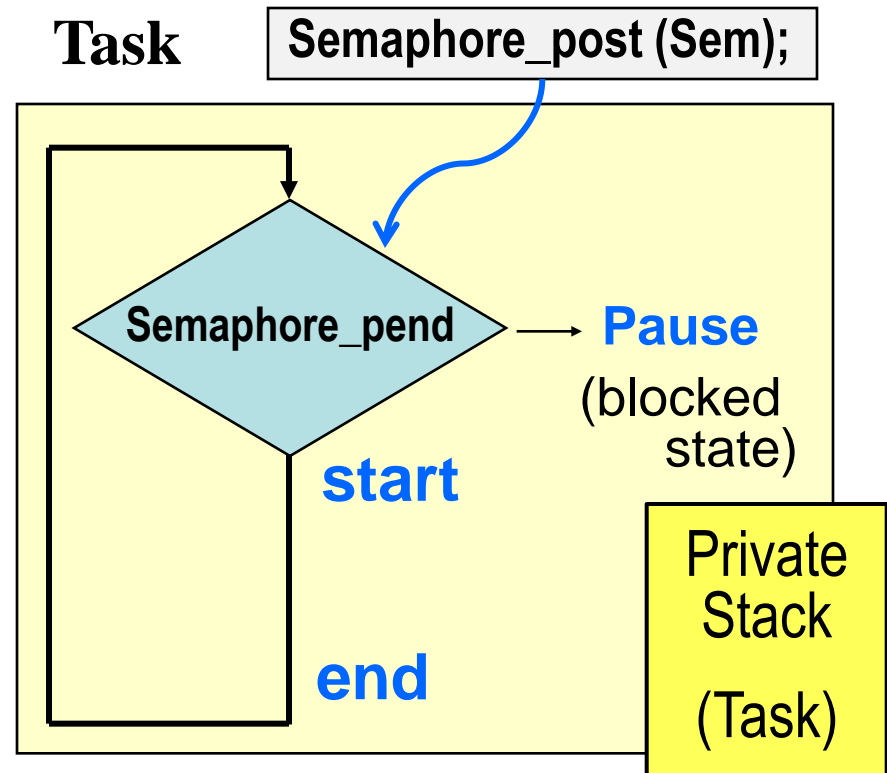 Task
Semaphore_post (Sem);
Semaphore_pend
Pause
(blocked
state)
start
end
Private
Stack
(Task)